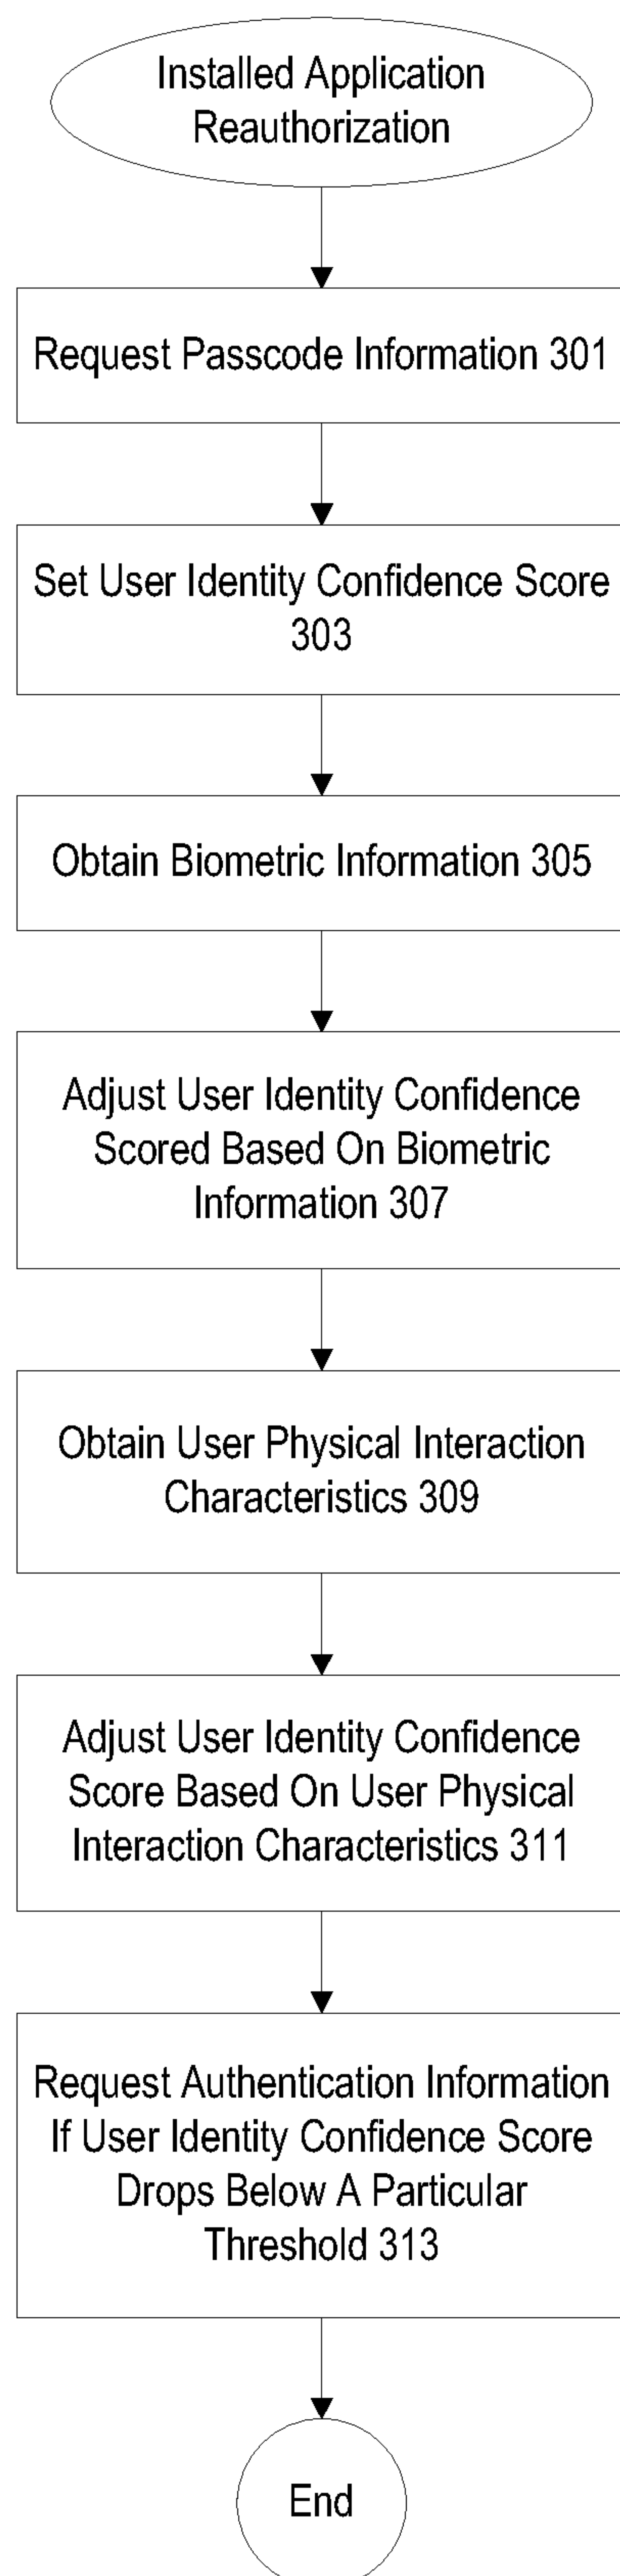 Installed Application
Reauthorization
Request Passcode Information 301
Set User Identity Confidence Score
303
Obtain Biometric Information 305
Adjust User Identity Confidence
Scored Based On Biometric
Information 307
Obtain User Physical Interaction
Characteristics 309
Adjust User Identity Confidence
Score Based On User Physical
Interaction Characteristics 311
Request Authentication Information
If User Identity Confidence Score
Drops Below A Particular
Threshold 313
End